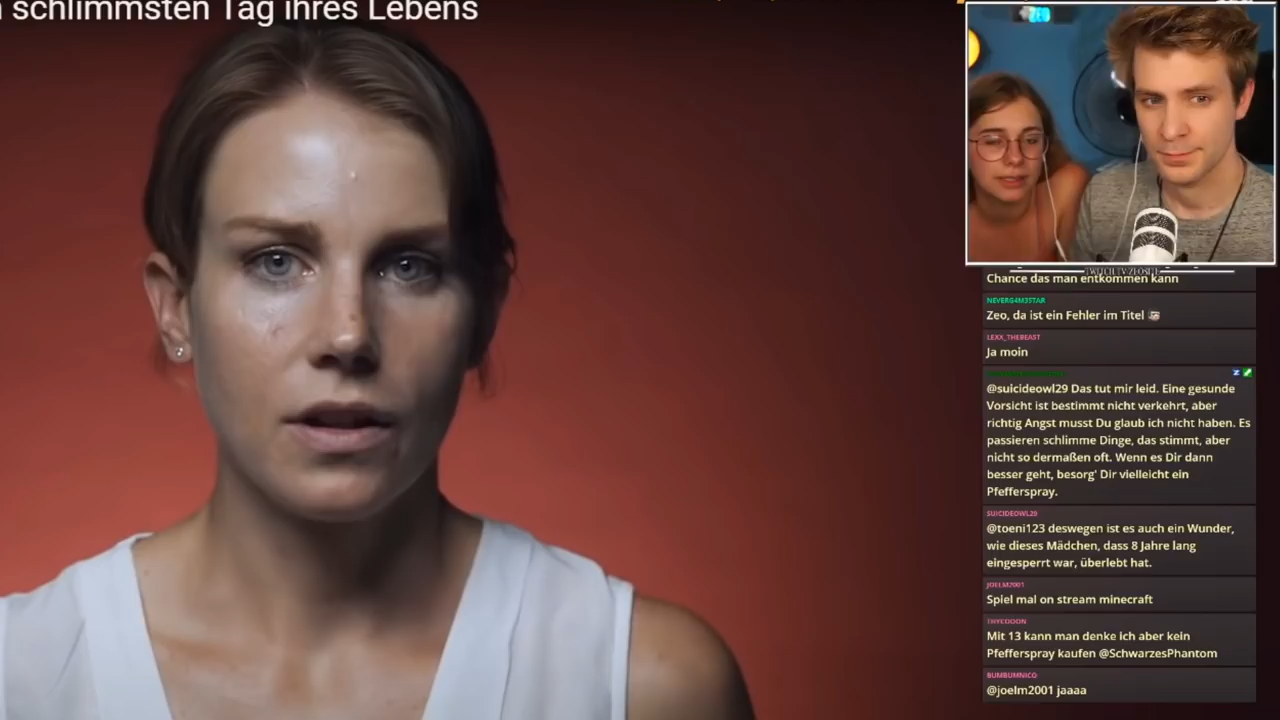 schlimmsten Tag ihres Lebens
ZEO
Chance das man entkommen kann
NEVERG4M3STAR
Zeo, da ist ein Fehler im Titel
LEXX_THEBEAST
Ja moin
@suicideowl29 Das tut mir leid. Eine gesunde
Vorsicht ist bestimmt nicht verkehrt, aber
richtig Angst musst Du glaub ich nicht haben. Es
passieren schlimme Dinge, das stimmt, aber
nicht so dermaßen oft. Wenn es Dir dann
besser geht, besorg' Dir vielleicht ein
Pfefferspray.
SUICIDEOWL29
@toeni123 deswegen ist es auch ein Wunder,
wie dieses Mädchen, dass 8 Jahre lang
eingesperrt war, überlebt hat.
JOELM2001
Spiel mal on stream minecraft
Mit 13 kann man denke ich aber kein
Pfefferspray kaufen @SchwarzesPhantom
BUMBUMNICO
@joelm2001 jaaaa